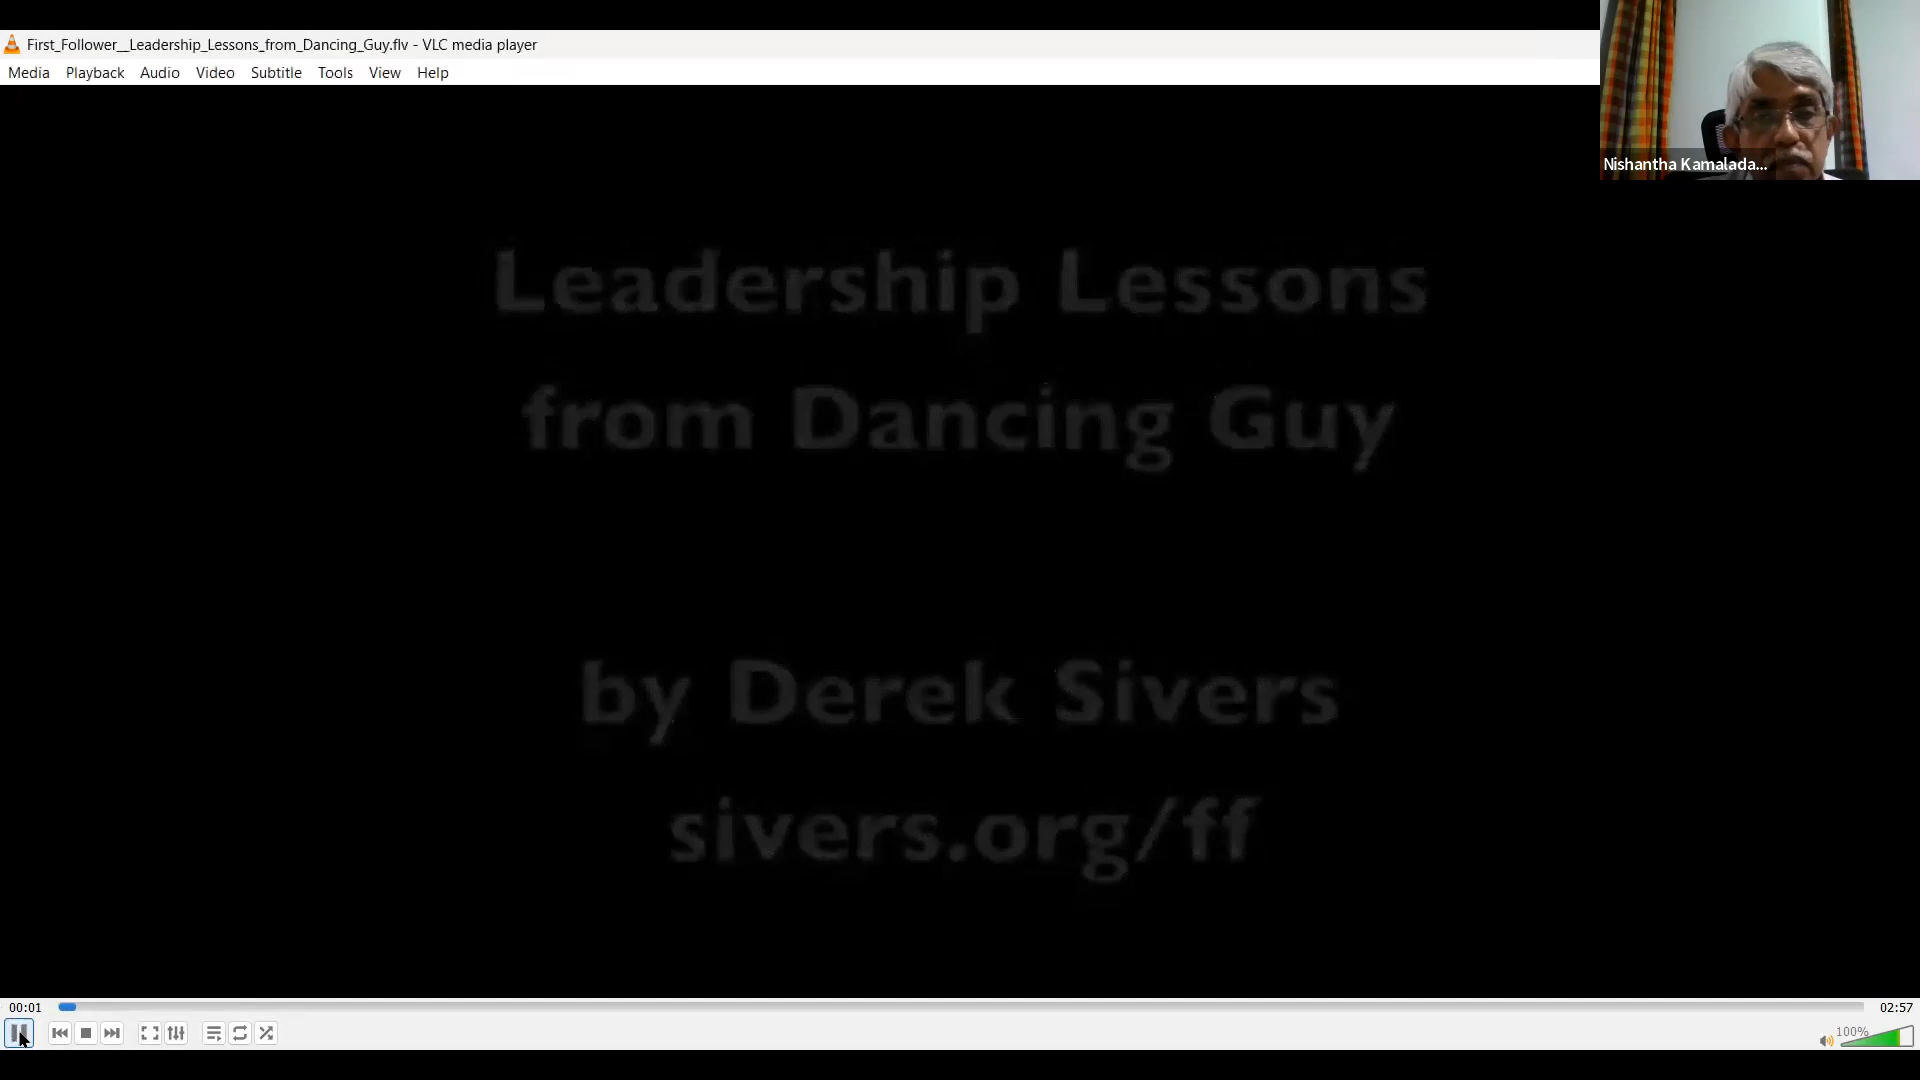 First_Follower__Leadership_Lessons_from_Dancing_Guy.flv - VLC media player
Media Playback Audio Video Subtitle Tools View Help
Nishantha Kamalada...
Leadership Lessons
from Dancing Guy
by Derek Sivers
sivers.org/ff
00:01
02:57
100%